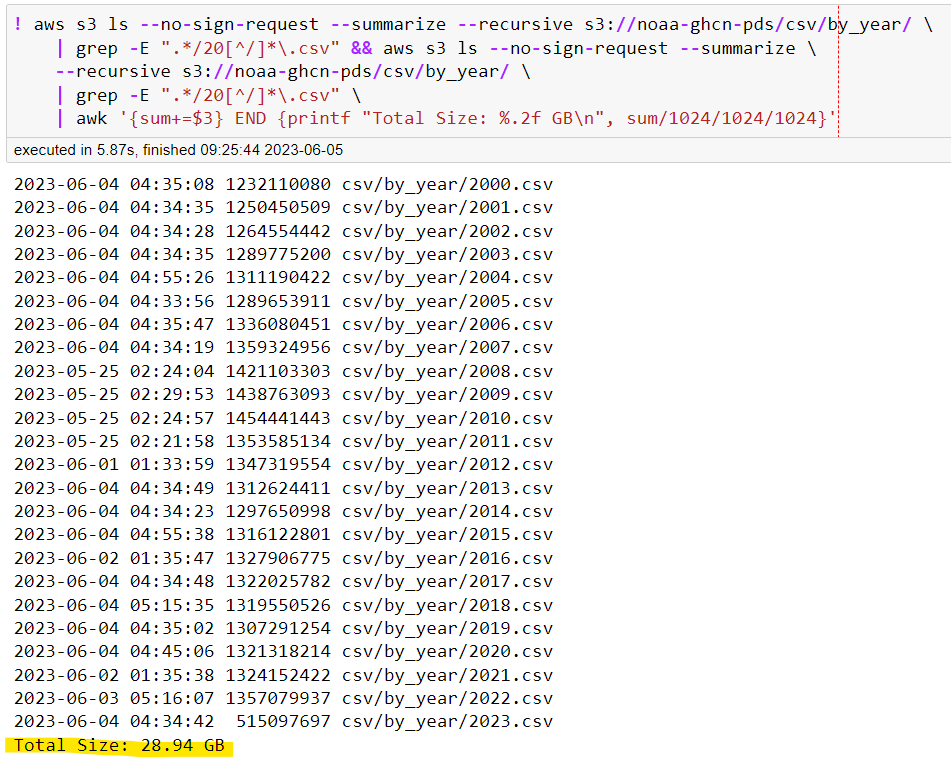 ! aws s3 ls --no-sign-request --summarize --recursive s3://noaa-ghcn-pds/csv/by_year/ \
| grep -E ".*/20[^/]*\.csv" && aws s3 ls --no-sign-request --summarize \
--recursive s3://noaa-ghcn-pds/csv/by_year/ \
| grep -E ".*/20[^/]*\.csv" \
| awk '{sum+=$3} END {printf "Total Size: %.2f GB\n", sum/1024/1024/1024}'
executed in 5.87s, finished 09:25:44 2023-06-05
2023-06-04 04:35:08 1232110080 csv/by_year/2000.csv
2023-06-04 04:34:35 1250450509 csv/by_year/2001.csv
2023-06-04 04:34:28 1264554442 csv/by_year/2002.csv
2023-06-04 04:34:35 1289775200 csv/by_year/2003.csv
2023-06-04 04:55:26 1311190422 csv/by_year/2004.csv
2023-06-04 04:33:56 1289653911 csv/by_year/2005.csv
2023-06-04 04:35:47 1336080451 csv/by_year/2006.csv
2023-06-04 04:34:19 1359324956 csv/by_year/2007.csv
2023-05-25 02:24:04 1421103303 csv/by_year/2008.csv
2023-05-25 02:29:53 1438763093 csv/by_year/2009.csv
2023-05-25 02:24:57 1454441443 csv/by_year/2010.csv
2023-05-25 02:21:58 1353585134 csv/by_year/2011.csv
2023-06-01 01:33:59 1347319554 csv/by_year/2012.csv
2023-06-04 04:34:49 1312624411 csv/by_year/2013.csv
2023-06-04 04:34:23 1297650998 csv/by_year/2014.csv
2023-06-04 04:55:38 1316122801 csv/by_year/2015.csv
2023-06-02 01:35:47 1327906775 csv/by_year/2016.csv
2023-06-04 04:34:48 1322025782 csv/by_year/2017.csv
2023-06-04 05:15:35 1319550526 csv/by_year/2018.csv
2023-06-04 04:35:02 1307291254 csv/by_year/2019.csv
2023-06-04 04:45:06 1321318214 csv/by_year/2020.csv
2023-06-02 01:35:38 1324152422 csv/by_year/2021.csv
2023-06-03 05:16:07 1357079937 csv/by_year/2022.csv
2023-06-04 04:34:42 515097697 csv/by_year/2023.csv
Total Size: 28.94 GB